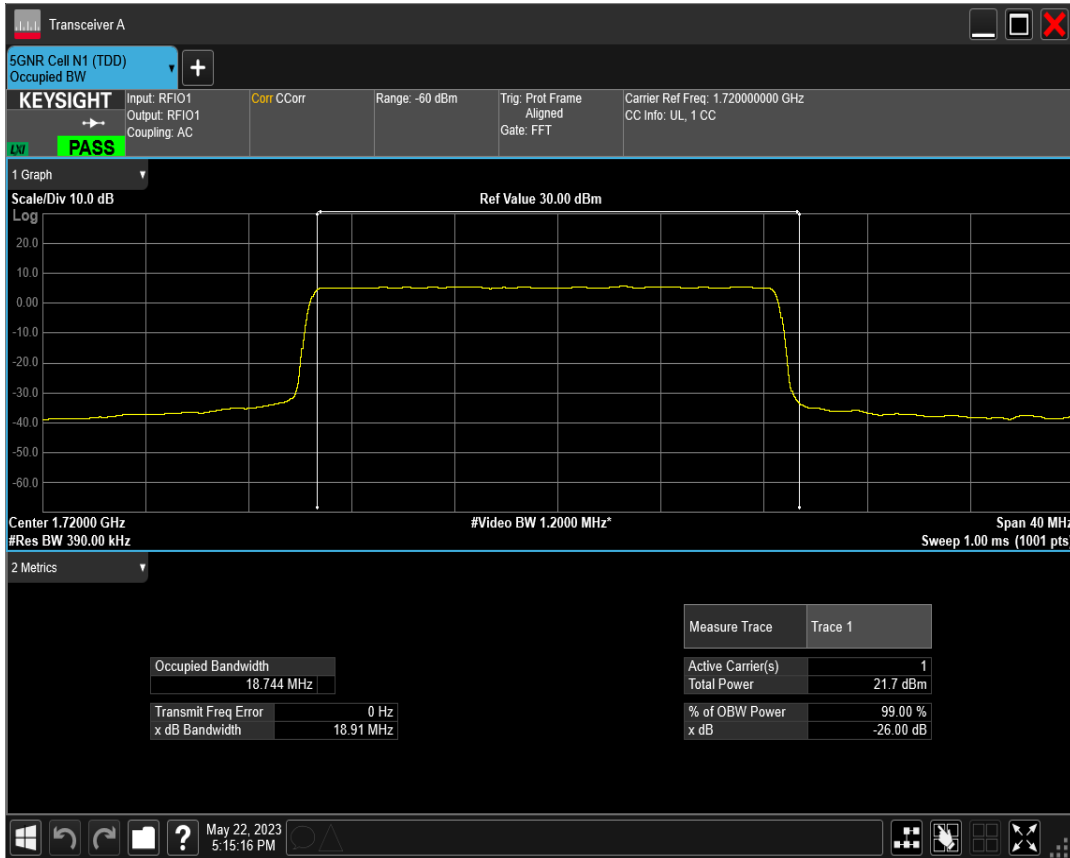 Transceiver A
5GNR Cell N1 (TDD)
Occupied BW
+
KEYSIGHT
LXI
PASS
Input: RFIO1
Output: RFIO1
Coupling: AC
Corr CCorr
Range: -60 dBm
Trig: Prot Frame
Aligned
Gate: FFT
Carrier Ref Freq: 1.720000000 GHz
CC Info: UL, 1 CC
1 Graph
Scale/Div 10.0 dB
Ref Value 30.00 dBm
Log
20.0
10.0
0.00
-10.0
-20.0
-30.0
-40.0
-50.0
-60.0
Center 1.72000 GHz
#Video BW 1.2000 MHz*
Span 40 MHz
#Res BW 390.00 kHz
Sweep 1.00 ms (1001 pts)
2 Metrics
Measure Trace Trace 1
Occupied Bandwidth
18.744 MHz
Active Carrier(s) 1
Total Power 21.7 dBm
Transmit Freq Error 0 Hz
x dB Bandwidth 18.91 MHz
% of OBW Power 99.00 %
x dB -26.00 dB
?
May 22, 2023
5:15:16 PM